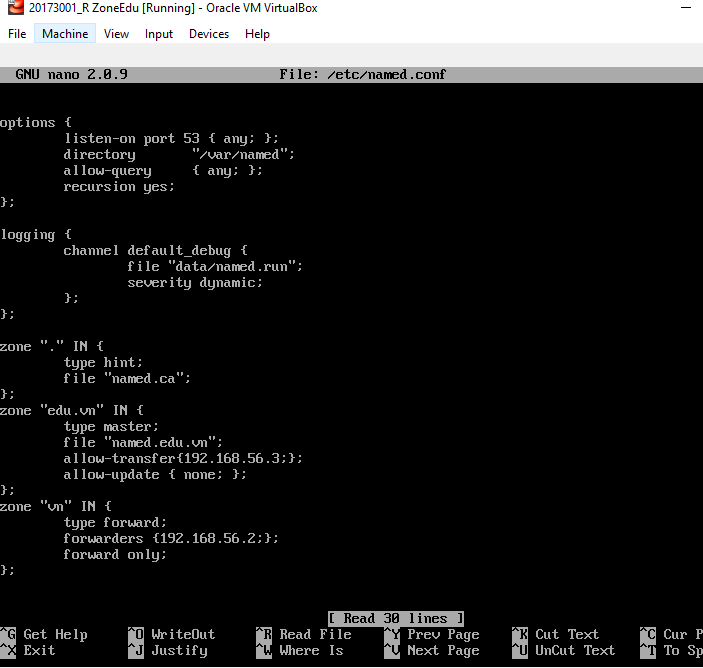 20173001_R ZoneEdu [Running] - Oracle VM VirtualBox
File Machine View Input Devices Help
GNU nano 2.0.9 File: /etc/named.conf
options {
listen-on port 53 { any; };
directory "/var/named";
allow-query { any; };
recursion yes;
};
logging {
channel default_debug {
file "data/named.run";
severity dynamic;
};
};
zone "." IN {
type hint;
file "named.ca";
};
zone "edu.vn" IN {
type master;
file "named.edu.vn";
allow-transfer{192.168.56.3;};
allow-update { none; };
};
zone "vn" IN {
type forward;
forwarders {192.168.56.2;};
forward only;
};
[ Read 30 lines ]
^G Get Help ^O WriteOut ^R Read File ^Y Prev Page ^K Cut Text ^C Cur P
^X Exit ^J Justify ^W Where Is ^V Next Page ^U UnCut Text ^T To Sp